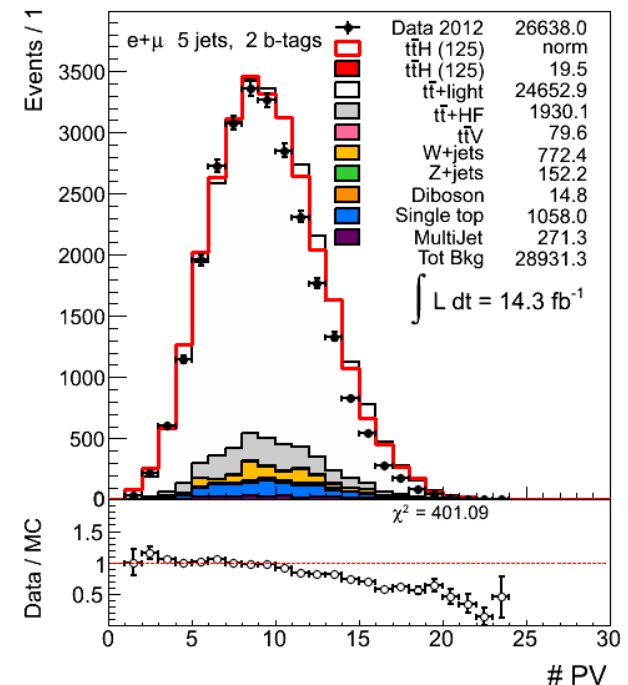 Events / 1
e+μ 5 jets, 2 b-tags
Data 2012 26638.0
tt̄H (125) norm
tt̄H (125) 19.5
tt̄+light 24652.9
tt̄+HF 1930.1
tt̄V 79.6
W+jets 772.4
Z+jets 152.2
Diboson 14.8
Single top 1058.0
MultiJet 271.3
Tot Bkg 28931.3
∫ L dt = 14.3 fb⁻¹
3500
3000
2500
2000
1500
1000
500
0
χ² = 401.09
Data / MC
1.5
1
0.5
0 5 10 15 20 25 30
# PV